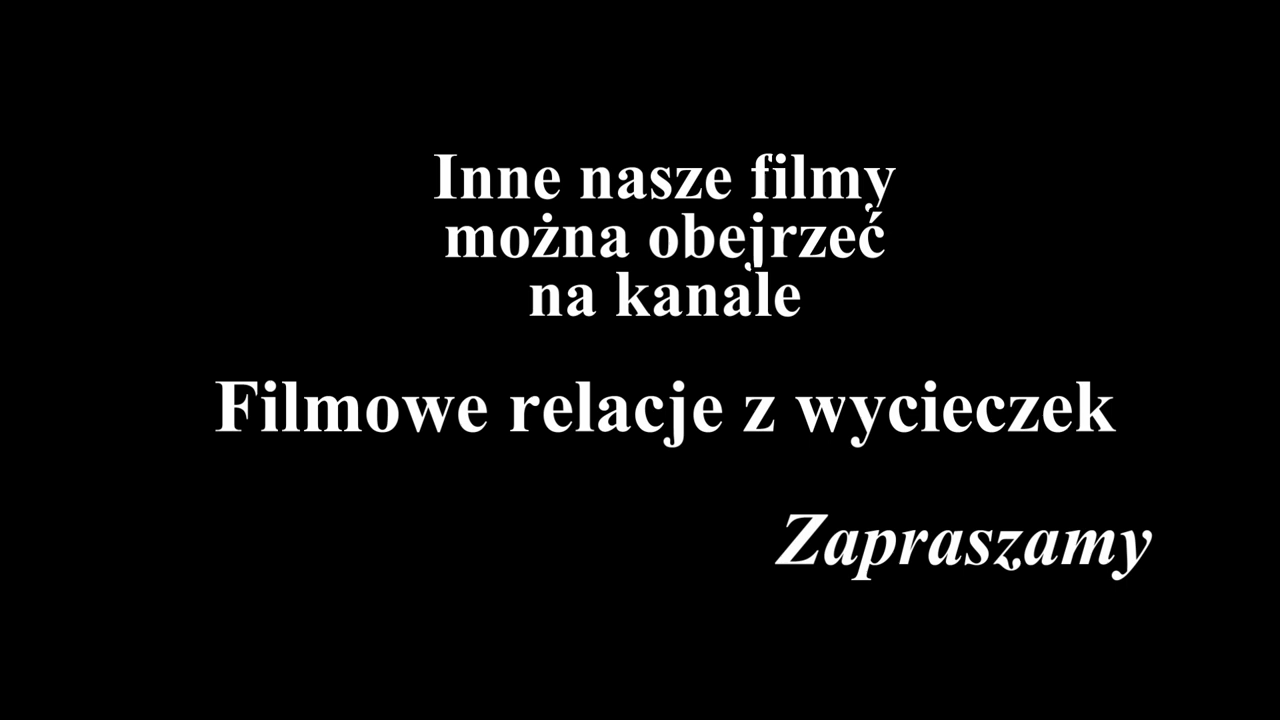 Inne nasze filmy
można obejrzeć
na kanale
Filmowe relacje z wycieczek
Zapraszamy